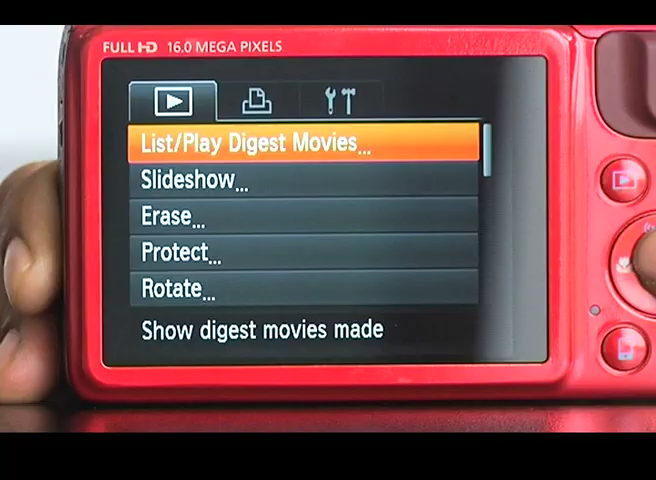 FULL HD 16.0 MEGA PIXELS
List/Play Digest Movies...
Slideshow...
Erase...
Protect...
Rotate...
Show digest movies made